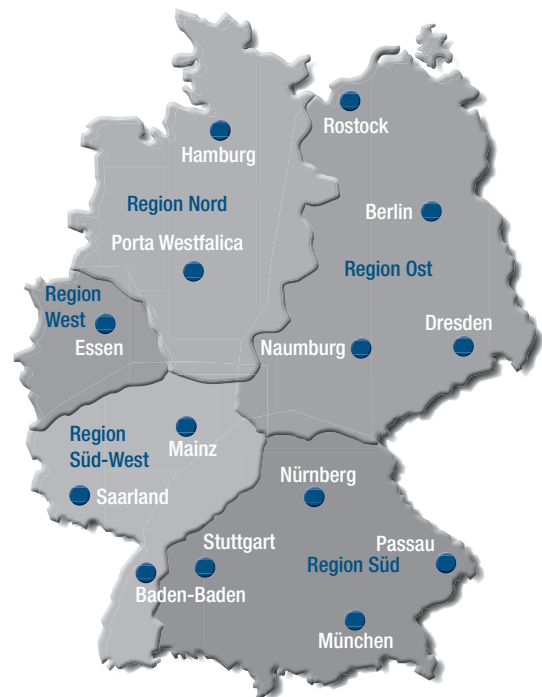 Rostock
Hamburg
Region Nord
Berlin
Porta Westfalica
Region Ost
Region
West
Essen
Naumburg
Dresden
Region
Süd-West
Mainz
Saarland
Nürnberg
Stuttgart
Passau
Region Süd
Baden-Baden
München